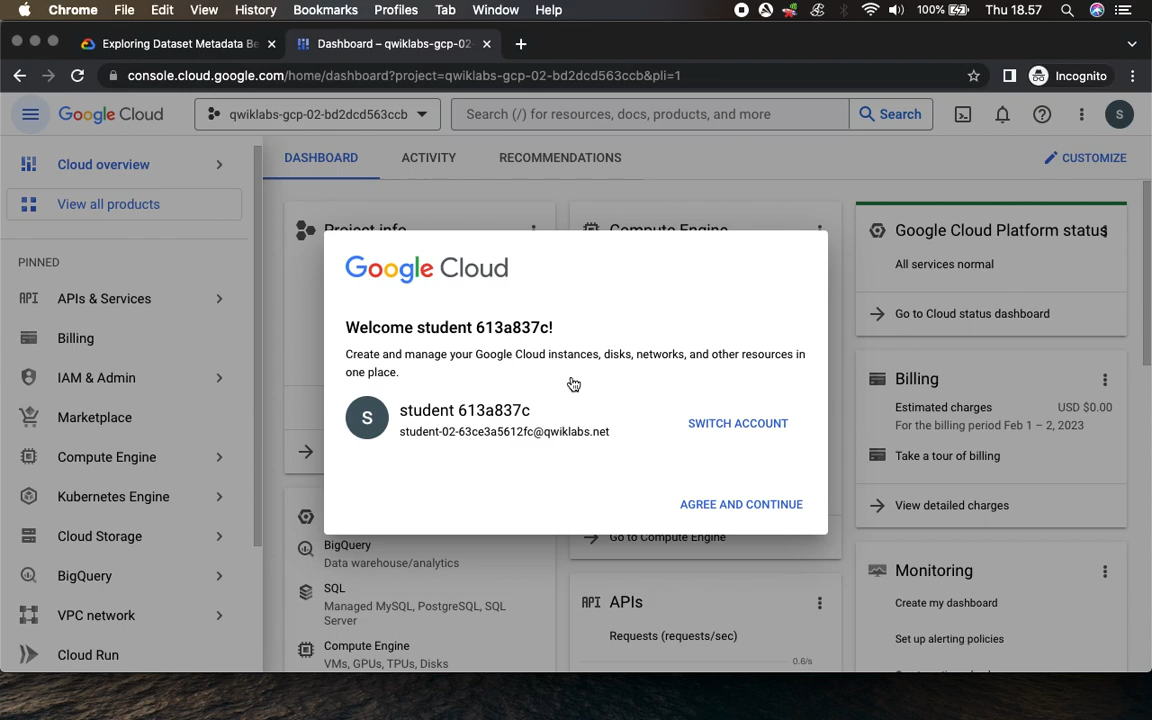 Chrome File Edit View History Bookmarks Profiles Tab Window Help 100% Thu 18.57
Exploring Dataset Metadata Be
Dashboard – qwiklabs-gcp-02-
console.cloud.google.com/home/dashboard?project=qwiklabs-gcp-02-bd2dcd563ccb&pli=1
Incognito
Google Cloud
qwiklabs-gcp-02-bd2dcd563ccb
Search (/) for resources, docs, products, and more
Search
S
Cloud overview
View all products
PINNED
API APIs & Services
Billing
IAM & Admin
Marketplace
Compute Engine
Kubernetes Engine
Cloud Storage
BigQuery
VPC network
Cloud Run
DASHBOARD
ACTIVITY
RECOMMENDATIONS
CUSTOMIZE
Project info
Compute Engine
Google Cloud
Welcome student 613a837c!
Create and manage your Google Cloud instances, disks, networks, and other resources in
one place.
S
student 613a837c
student-02-63ce3a5612fc@qwiklabs.net
SWITCH ACCOUNT
AGREE AND CONTINUE
BigQuery
Data warehouse/analytics
SQL
Managed MySQL, PostgreSQL, SQL
Server
Compute Engine
VMs, GPUs, TPUs, Disks
Go to Compute Engine
API APIs
Requests (requests/sec)
0.6/s
Google Cloud Platform status
All services normal
Go to Cloud status dashboard
Billing
Estimated charges USD $0.00
For the billing period Feb 1 – 2, 2023
Take a tour of billing
View detailed charges
Monitoring
Create my dashboard
Set up alerting policies